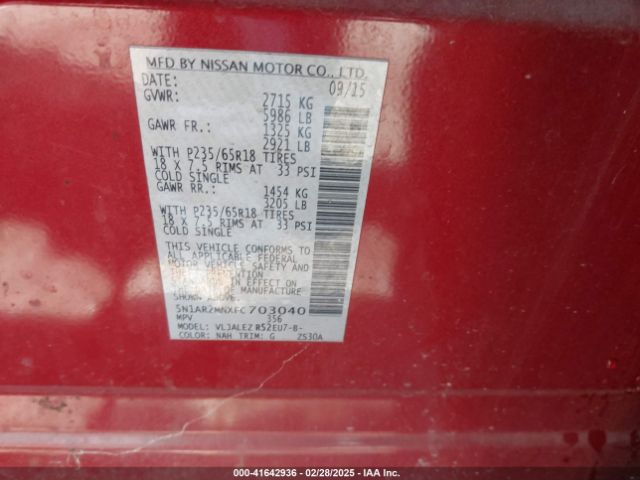 MFD BY NISSAN MOTOR CO., LTD.
DATE: 09/15
GVWR: 2715 KG
5986 LB
GAWR FR.: 1325 KG
2921 LB
WITH P235/65R18 TIRES
18 X 7.5 RIMS AT 33 PSI
COLD SINGLE
GAWR RR.: 1454 KG
3205 LB
WITH P235/65R18 TIRES
18 X 7.5 RIMS AT 33 PSI
COLD SINGLE
THIS VEHICLE CONFORMS TO
ALL APPLICABLE FEDERAL
MOTOR VEHICLE SAFETY AND
IN EFFECT ON
SHOWN ABOVE
5N1AR2MNXFC703040
MPV 356
VLJALEZ R52EU7-B-
COLOR: NAH TRIM: G Z530A
000-41642936 - 02/28/2025 - IAA Inc.